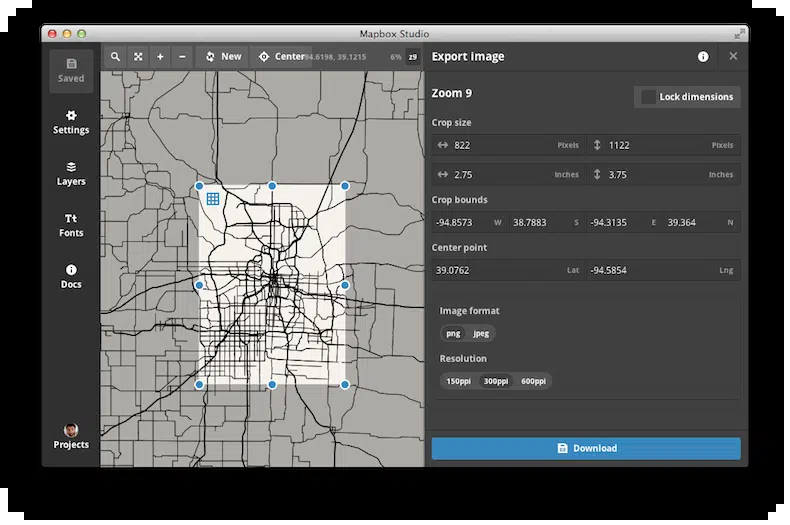 Mapbox Studio
Saved
Settings
Layers
Fonts
Docs
Projects
New
Center
94.6198, 39.1215
6%
z9
Export image
Zoom 9
Lock dimensions
Crop size
822 Pixels 1122 Pixels
2.75 Inches 3.75 Inches
Crop bounds
-94.8573 W 38.7883 S -94.3135 E 39.364 N
Center point
39.0762 Lat -94.5854 Lng
Image format
png jpeg
Resolution
150ppi 300ppi 600ppi
Download